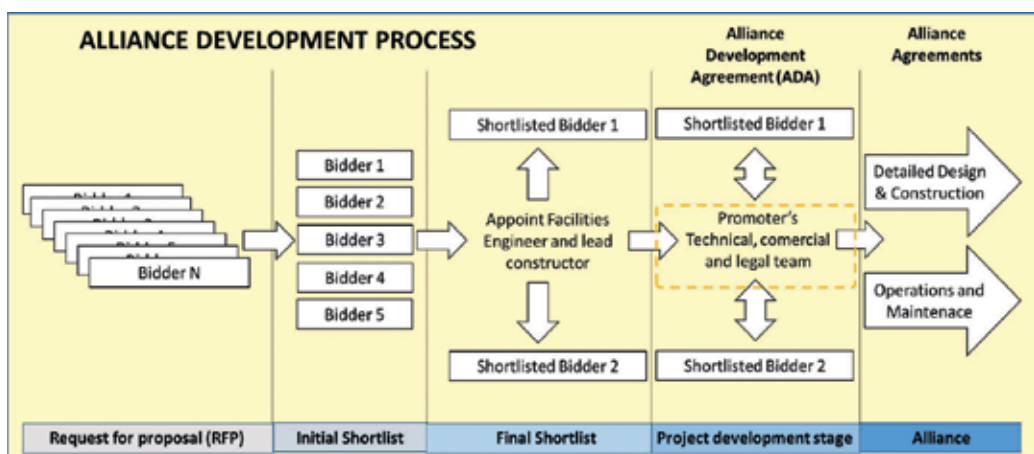 ALLIANCE DEVELOPMENT PROCESS
Alliance
Development
Agreement (ADA)
Alliance
Agreements
Bidder N
Bidder 1
Bidder 2
Bidder 3
Bidder 4
Bidder 5
Shortlisted Bidder 1
Appoint Facilities
Engineer and lead
constructor
Shortlisted Bidder 2
Shortlisted Bidder 1
Promoter's
Technical, comercial
and legal team
Shortlisted Bidder 2
Detailed Design
& Construction
Operations and
Maintenace
Request for proposal (RFP)
Initial Shortlist
Final Shortlist
Project development stage
Alliance